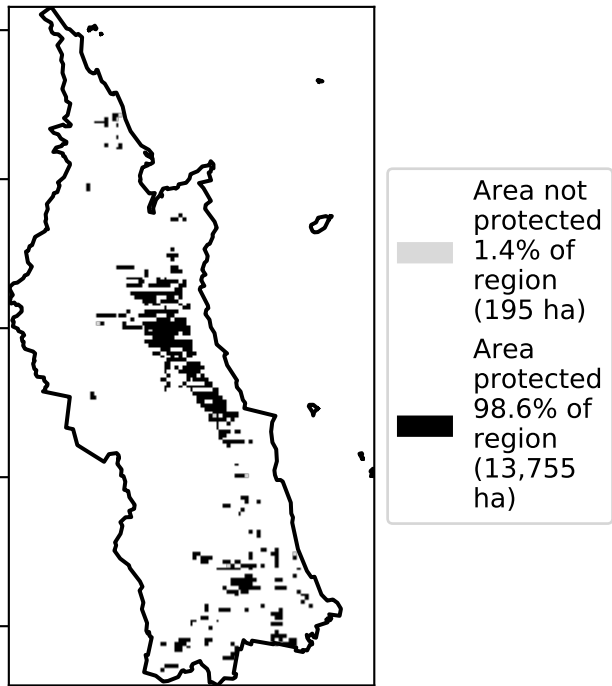 Area not
protected
1.4% of
region
(195 ha)
Area
protected
98.6% of
region
(13,755
ha)